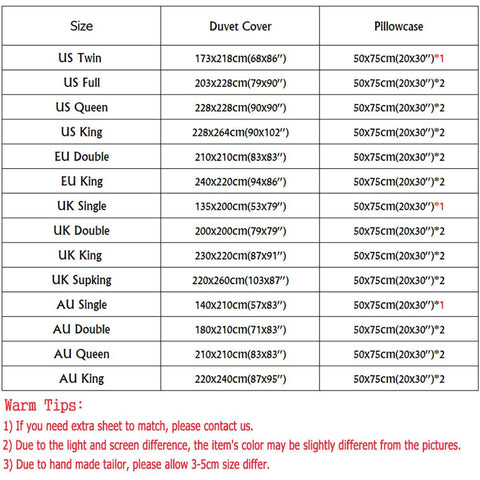 Size Duvet Cover Pillowcase
US Twin 173x218cm(68x86'') 50x75cm(20x30'')*1
US Full 203x228cm(79x90'') 50x75cm(20x30'')*2
US Queen 228x228cm(90x90'') 50x75cm(20x30'')*2
US King 228x264cm(90x102'') 50x75cm(20x30'')*2
EU Double 210x210cm(83x83'') 50x75cm(20x30'')*2
EU King 240x220cm(94x86'') 50x75cm(20x30'')*2
UK Single 135x200cm(53x79'') 50x75cm(20x30'')*1
UK Double 200x200cm(79x79'') 50x75cm(20x30'')*2
UK King 230x220cm(87x91'') 50x75cm(20x30'')*2
UK Supking 220x260cm(103x87'') 50x75cm(20x30'')*2
AU Single 140x210cm(57x83'') 50x75cm(20x30'')*1
AU Double 180x210cm(71x83'') 50x75cm(20x30'')*2
AU Queen 210x210cm(83x83'') 50x75cm(20x30'')*2
AU King 220x240cm(87x95'') 50x75cm(20x30'')*2
Warm Tips:
1) If you need extra sheet to match, please contact us.
2) Due to the light and screen difference, the item's color may be slightly different from the pictures.
3) Due to hand made tailor, please allow 3-5cm size differ.